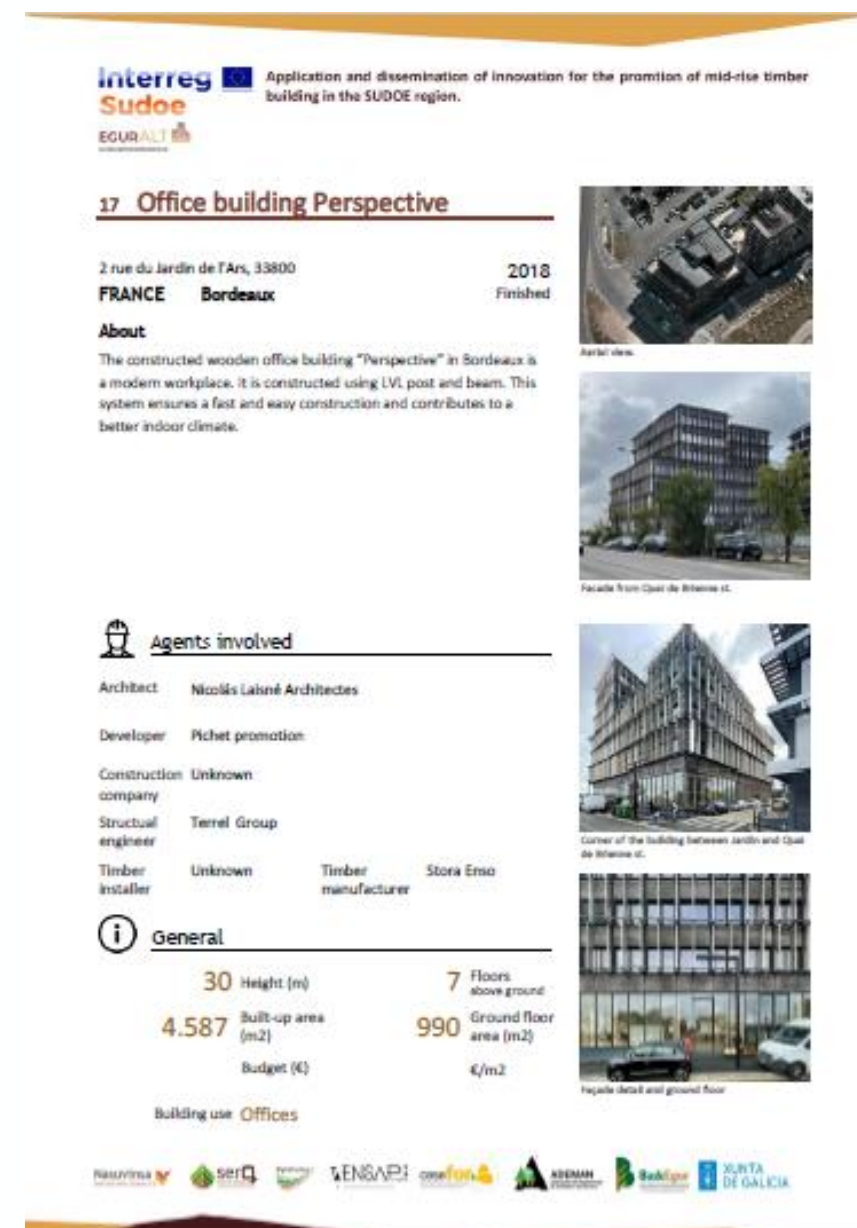 Interreg
Sudoe
EGURALT
Application and dissemination of innovation for the promtion of mid-rise timber
building in the SUDOE region.
17 Office building Perspective
2 rue du Jardin de l'Ars, 33800
2018
FRANCE Bordeaux
Finished
About
The constructed wooden office building "Perspective" in Bordeaux is
a modern workplace. It is constructed using LVL post and beam. This
system ensures a fast and easy construction and contributes to a
better indoor climate.
Aerial view.
Facade from Quai de Brienne st.
Agents involved
Architect Nicolás Laisné Architectes
Developer Pichet promotion
Construction Unknown
company
Structual Terrel Group
engineer
Timber Unknown Timber Stora Enso
installer manufacturer
Corner of the building between Jardin and Quai
de Brienne st.
General
30 Height (m) 7 Floors
above ground
4.587 Built-up area
(m2)
990 Ground floor
area (m2)
Budget (€) €/m2
Building use Offices
Façade detail and ground floor
Nasuvinsa serQ ENSAP cesefor ADEMAN BaskEgur XUNTA
DE GALICIA